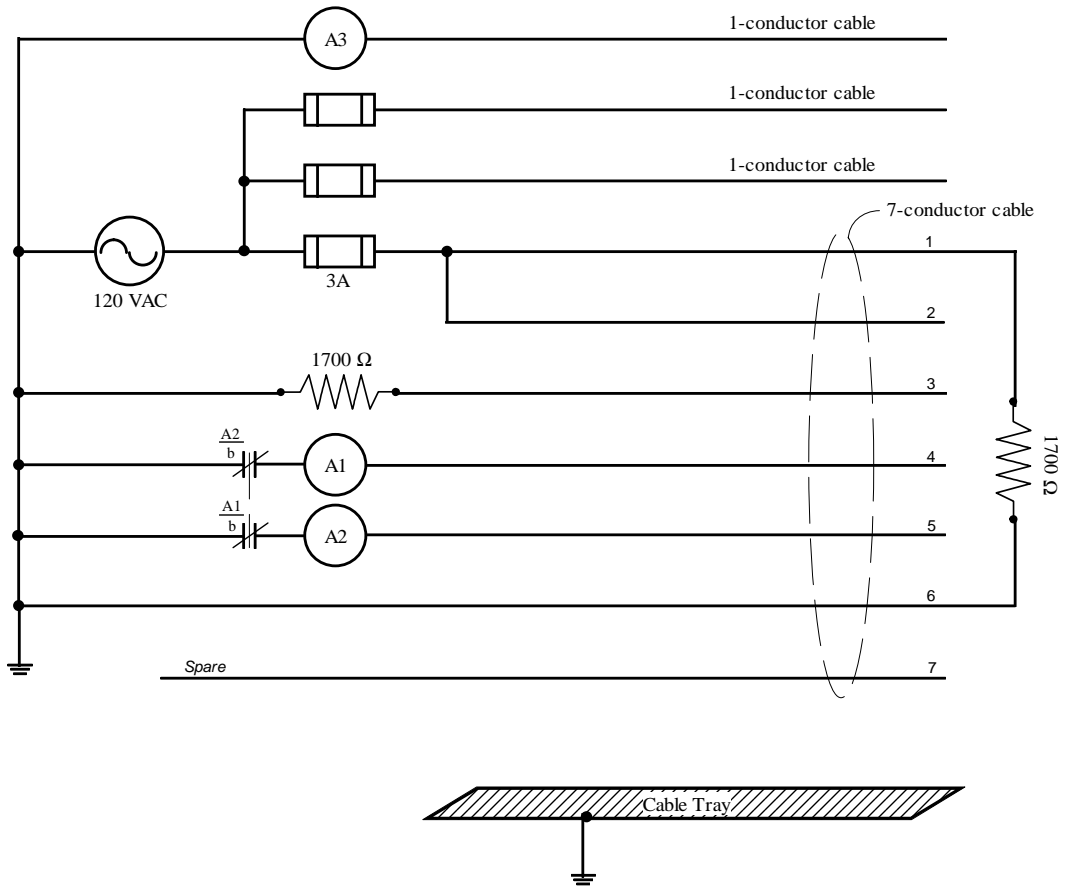 1-conductor cable
A3
1-conductor cable
1-conductor cable
7-conductor cable
1
3A
120 VAC
2
1700 Ω
3
A2
b
A1
4
1700 Ω
A1
b
A2
5
6
Spare
7
Cable Tray